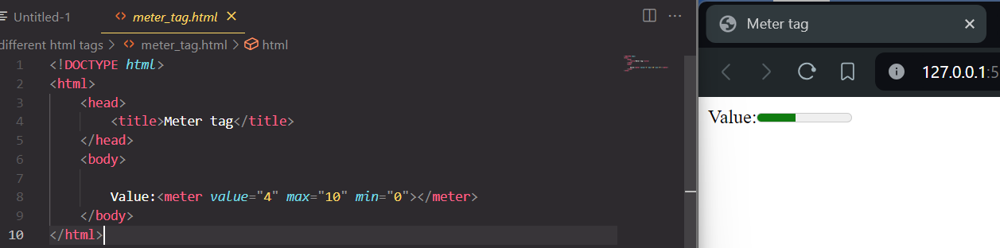 Untitled-1 <> meter_tag.html × ···
different html tags > <> meter_tag.html > html
1 <!DOCTYPE html>
2 <html>
3 <head>
4 <title>Meter tag</title>
5 </head>
6 <body>
7
8 Value:<meter value="4" max="10" min="0"></meter>
9 </body>
10 </html>
Meter tag ×
127.0.0.1:5
Value: